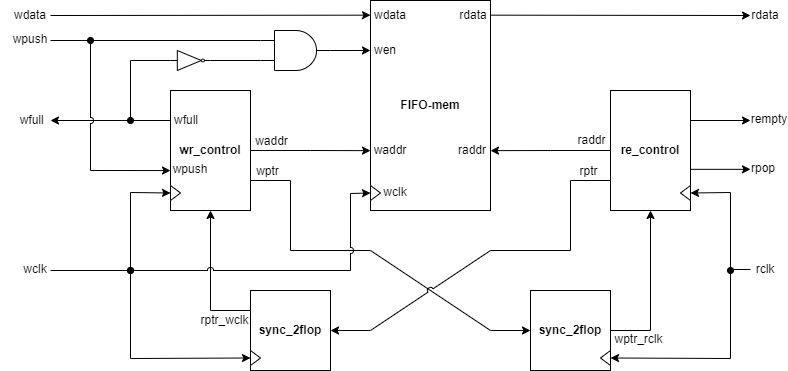 wdata
wdata
rdata
rdata
wpush
wen
FIFO-mem
wfull
wfull
rempty
wr_control
waddr
waddr
raddr
raddr
re_control
wpush
wptr
rptr
rpop
wclk
wclk
rclk
rptr_wclk
sync_2flop
sync_2flop
wptr_rclk